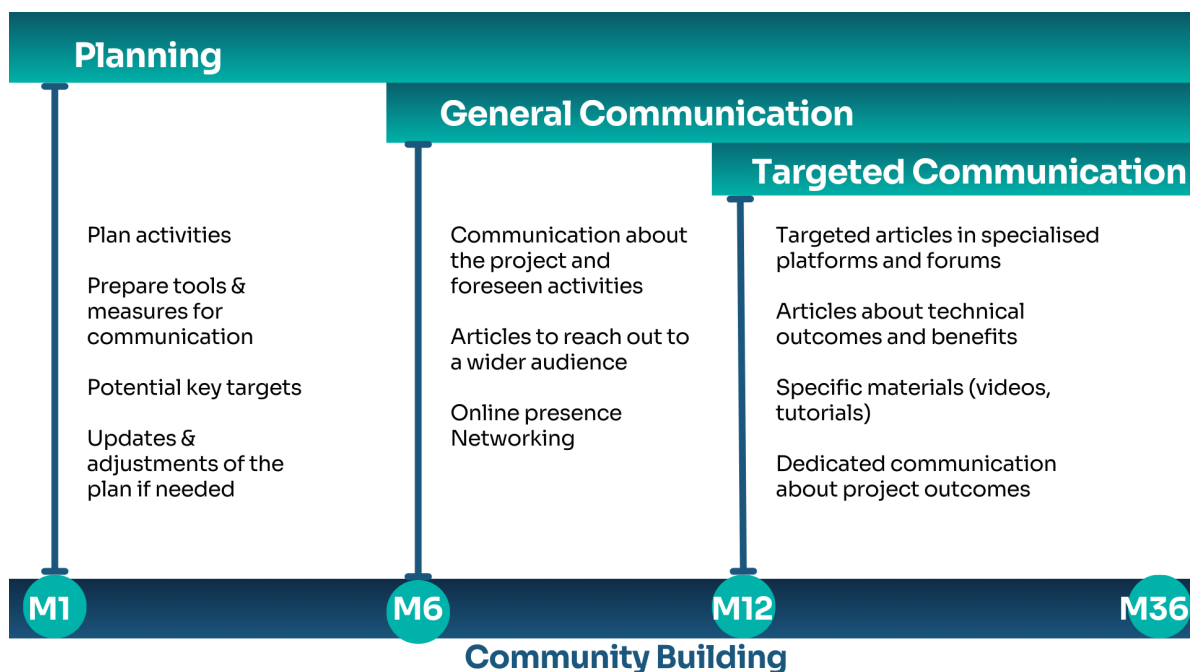 Planning
General Communication
Targeted Communication
Plan activities
Prepare tools &
measures for
communication
Potential key targets
Updates &
adjustments of the
plan if needed
Communication about
the project and
foreseen activities
Articles to reach out to
a wider audience
Online presence
Networking
Targeted articles in specialised
platforms and forums
Articles about technical
outcomes and benefits
Specific materials (videos,
tutorials)
Dedicated communication
about project outcomes
M1
M6
M12
M36
Community Building